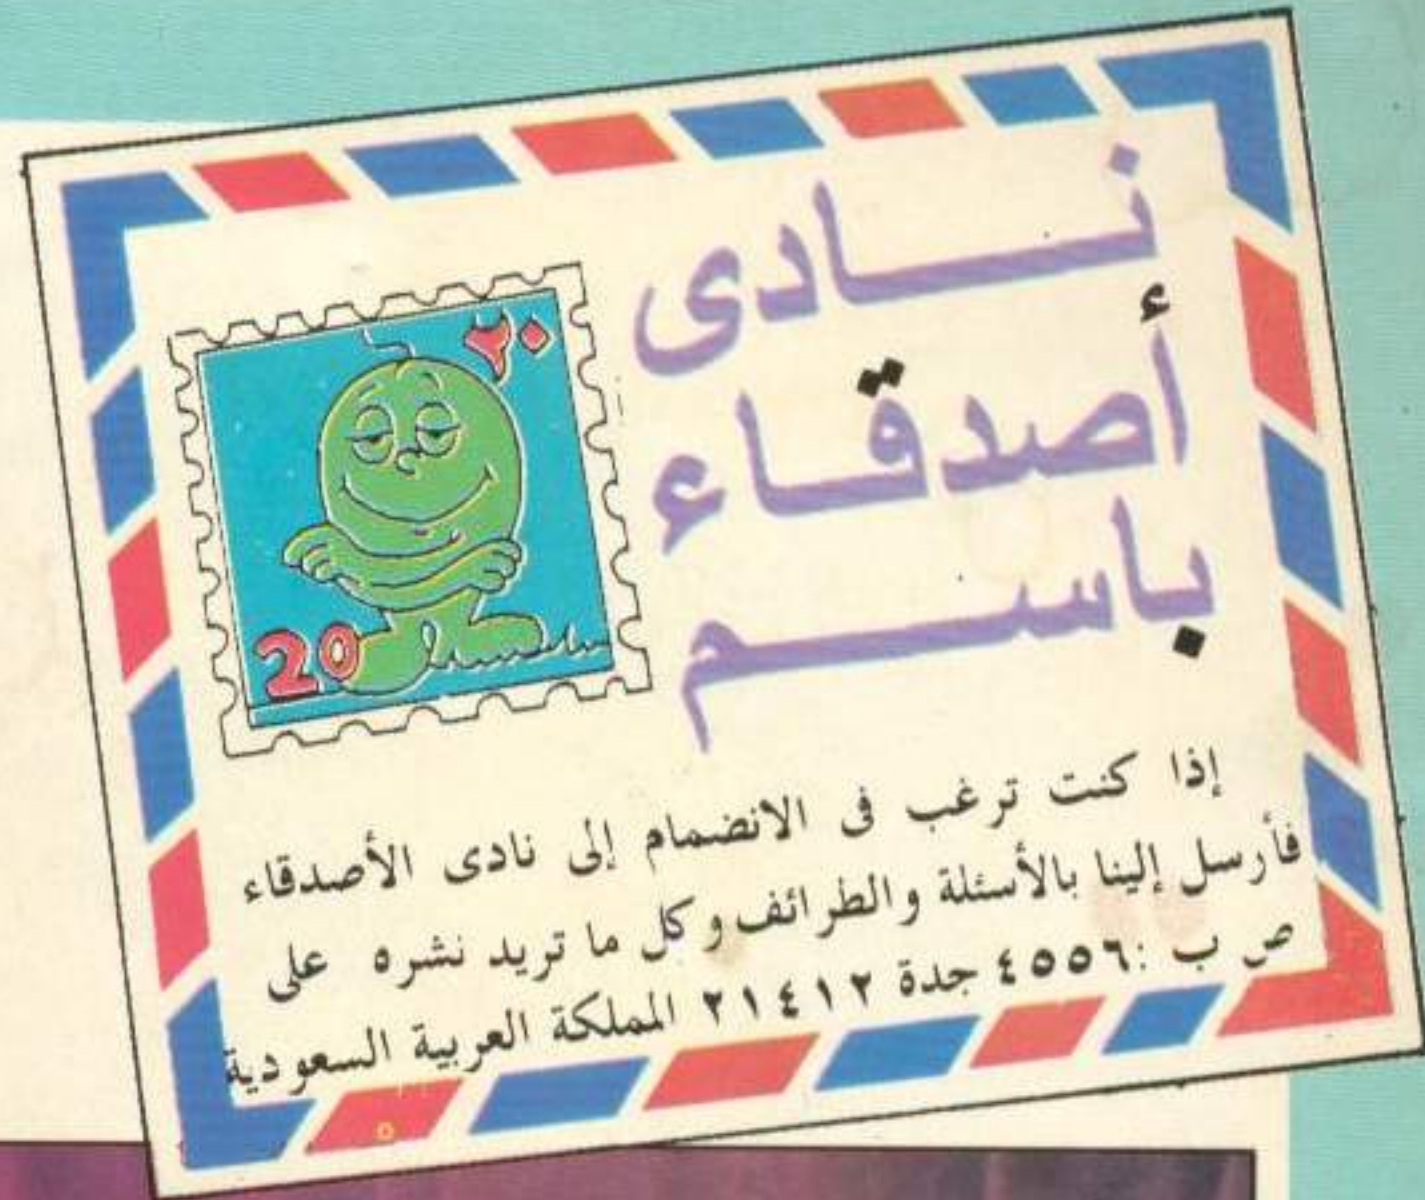 نادى
أصدقاء
باسم
٢٠
20
إذا كنت ترغب فى الانضمام إلى نادى الأصدقاء
فأرسل إلينا بالأسئلة والطرائف وكل ما تريد نشره على
ص ب :٤٥٥٦ جدة ٢١٤١٢ المملكة العربية السعودية